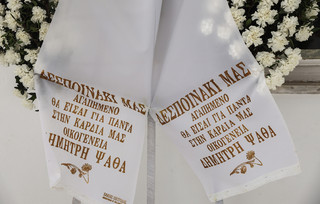 ΔΕΣΠΟΙΝΑΚΙ ΜΑΣ
ΑΓΑΠΗΜΕΝΟ
ΘΑ ΕΙΣΑΙ ΓΙΑ ΠΑΝΤΑ
ΣΤΗΝ ΚΑΡΔΙΑ ΜΑΣ
ΟΙΚΟΓΕΝΕΙΑ
ΔΗΜΗΤΡΗ ΨΑΘΑ
ΔΕΣΠΟΙΝΑΚΙ ΜΑΣ
ΑΓΑΠΗΜΕΝΟ
ΘΑ ΕΙΣΑΙ ΓΙΑ ΠΑΝΤΑ
ΣΤΗΝ ΚΑΡΔΙΑ ΜΑΣ
ΟΙΚΟΓΕΝΕΙΑ
ΔΗΜΗΤΡΗ ΨΑΘΑ